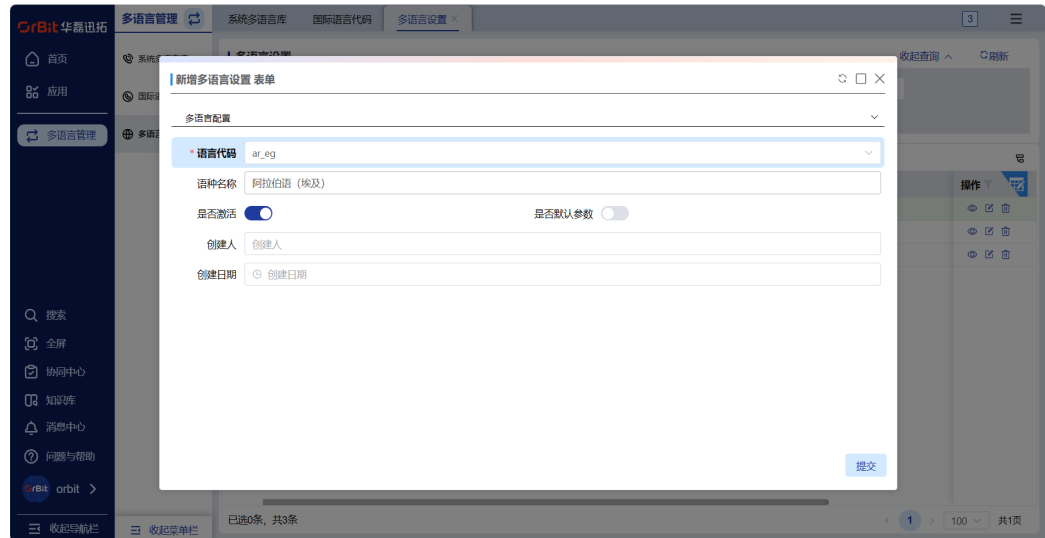 OrBit 华磊迅拓
多语言管理
系统多语言库
国际语言代码
多语言设置
3
首页
应用
多语言管理
收起查询
刷新
新增多语言设置 表单
多语言配置
* 语言代码
ar_eg
语种名称
阿拉伯语（埃及）
是否激活
是否默认参数
创建人
创建人
创建日期
创建日期
提交
操作
搜索
全屏
协同中心
知识库
消息中心
问题与帮助
OrBit
orbit
收起导航栏
收起菜单栏
已选0条，共3条
1
100
共1页